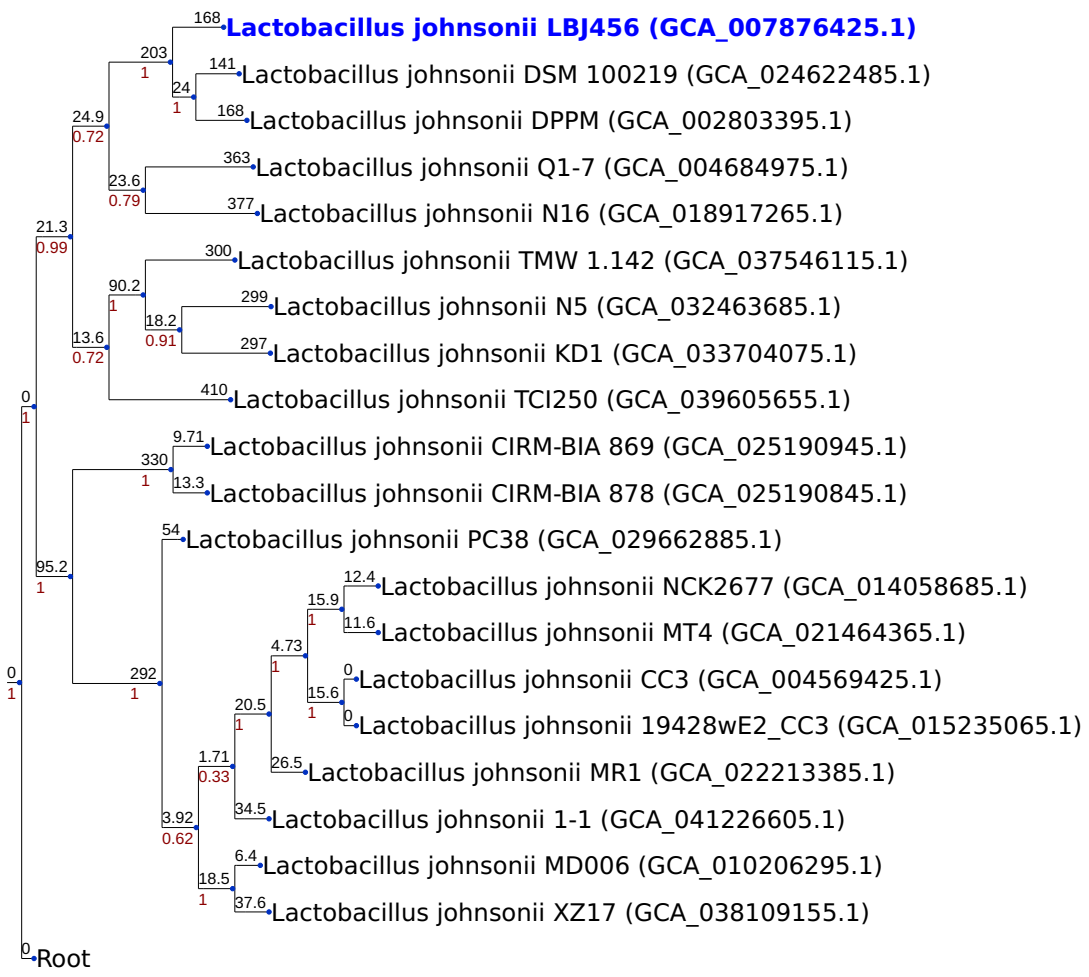 168
Lactobacillus johnsonii LBJ456 (GCA_007876425.1)
203
1
141
Lactobacillus johnsonii DSM 100219 (GCA_024622485.1)
24
1
168
Lactobacillus johnsonii DPPM (GCA_002803395.1)
24.9
0.72
363
Lactobacillus johnsonii Q1-7 (GCA_004684975.1)
23.6
0.79
377
Lactobacillus johnsonii N16 (GCA_018917265.1)
21.3
0.99
300
Lactobacillus johnsonii TMW 1.142 (GCA_037546115.1)
90.2
1
299
Lactobacillus johnsonii N5 (GCA_032463685.1)
18.2
0.91
297
Lactobacillus johnsonii KD1 (GCA_033704075.1)
13.6
0.72
410
Lactobacillus johnsonii TCI250 (GCA_039605655.1)
0
1
9.71
Lactobacillus johnsonii CIRM-BIA 869 (GCA_025190945.1)
330
1
13.3
Lactobacillus johnsonii CIRM-BIA 878 (GCA_025190845.1)
54
Lactobacillus johnsonii PC38 (GCA_029662885.1)
95.2
1
12.4
Lactobacillus johnsonii NCK2677 (GCA_014058685.1)
15.9
1
11.6
Lactobacillus johnsonii MT4 (GCA_021464365.1)
4.73
1
0
Lactobacillus johnsonii CC3 (GCA_004569425.1)
0
1
292
1
15.6
1
0
Lactobacillus johnsonii 19428wE2_CC3 (GCA_015235065.1)
20.5
1
26.5
Lactobacillus johnsonii MR1 (GCA_022213385.1)
1.71
0.33
34.5
Lactobacillus johnsonii 1-1 (GCA_041226605.1)
3.92
0.62
6.4
Lactobacillus johnsonii MD006 (GCA_010206295.1)
18.5
1
37.6
Lactobacillus johnsonii XZ17 (GCA_038109155.1)
0
Root